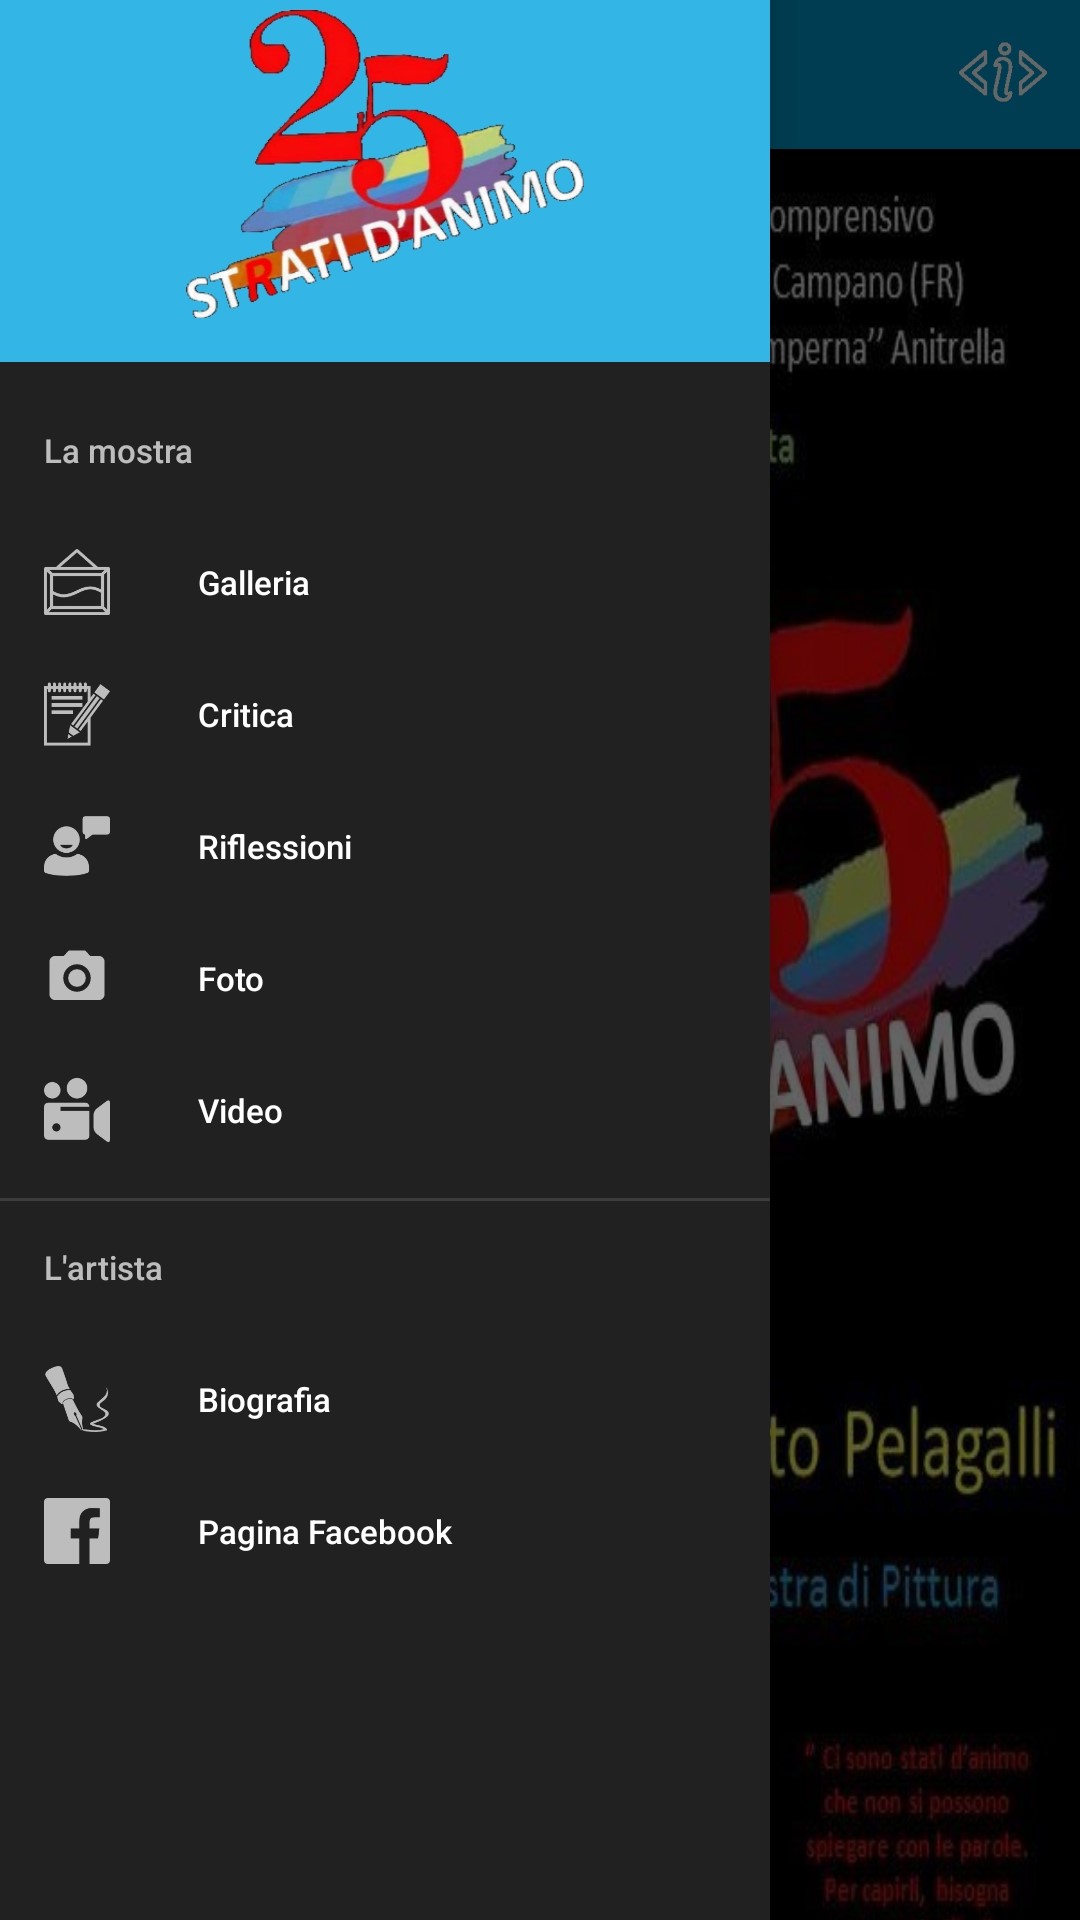 25
STRATI D'ANIMO
La mostra
Galleria
Critica
Riflessioni
Foto
Video
L'artista
Biografia
Pagina Facebook
<i>
omprensivo
Campano (FR)
mperna’’ Anitrella
ta
5
ANIMO
to Pelagalli
stra di Pittura
“ Ci sono stati d’animo
che non si possono
spiegare con le parole.
Per capirli, bisogna